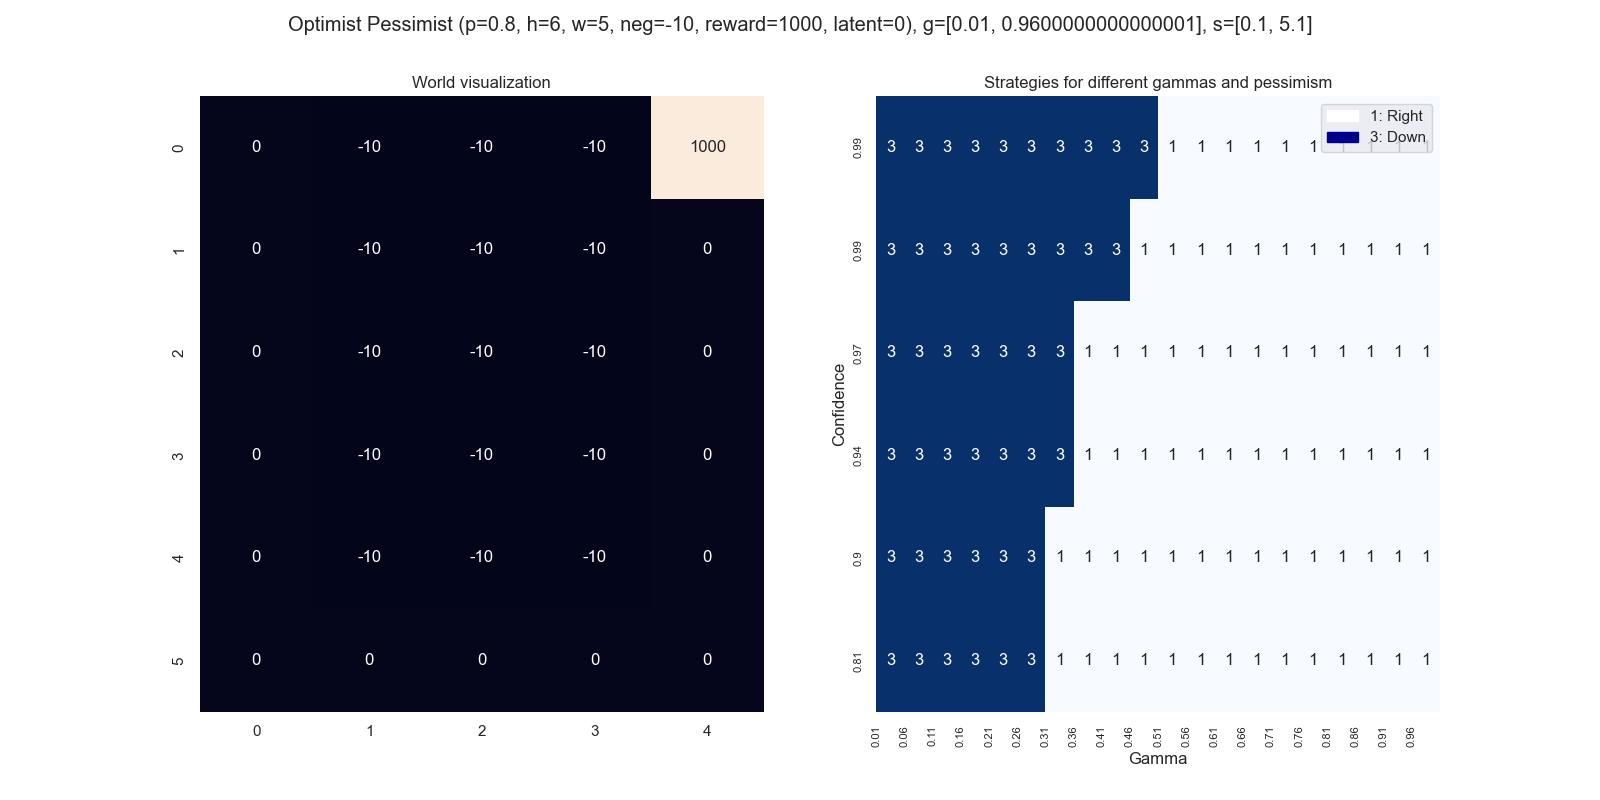 Optimist Pessimist (p=0.8, h=6, w=5, neg=-10, reward=1000, latent=0), g=[0.01, 0.9600000000000001], s=[0.1, 5.1]
World visualization
0 0 -10 -10 -10 1000
1 0 -10 -10 -10 0
2 0 -10 -10 -10 0
3 0 -10 -10 -10 0
4 0 -10 -10 -10 0
5 0 0 0 0 0
0 1 2 3 4
Strategies for different gammas and pessimism
1: Right
3: Down
Confidence
0.99 3 3 3 3 3 3 3 3 3 3 1 1 1 1 1 1 1 1 1 1
0.99 3 3 3 3 3 3 3 3 3 1 1 1 1 1 1 1 1 1 1 1
0.97 3 3 3 3 3 3 3 1 1 1 1 1 1 1 1 1 1 1 1 1
0.94 3 3 3 3 3 3 3 1 1 1 1 1 1 1 1 1 1 1 1 1
0.9 3 3 3 3 3 3 1 1 1 1 1 1 1 1 1 1 1 1 1 1
0.81 3 3 3 3 3 3 1 1 1 1 1 1 1 1 1 1 1 1 1 1
0.01 0.06 0.11 0.16 0.21 0.26 0.31 0.36 0.41 0.46 0.51 0.56 0.61 0.66 0.71 0.76 0.81 0.86 0.91 0.96
Gamma